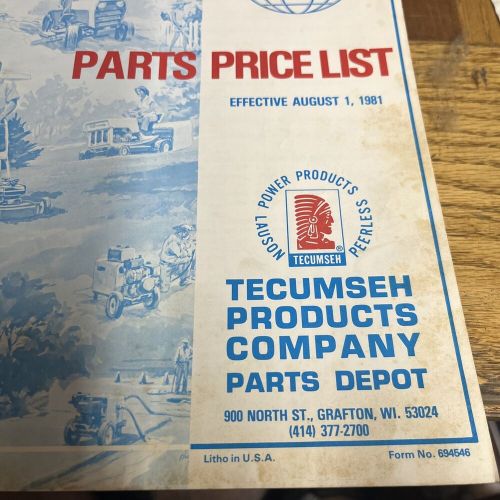 PARTS PRICE LIST
EFFECTIVE AUGUST 1, 1981
LAUSON POWER PRODUCTS PEERLESS
TECUMSEH
®
TECUMSEH
PRODUCTS
COMPANY
PARTS DEPOT
900 NORTH ST., GRAFTON, WI. 53024
(414) 377-2700
Litho in U.S.A.
Form No. 694546